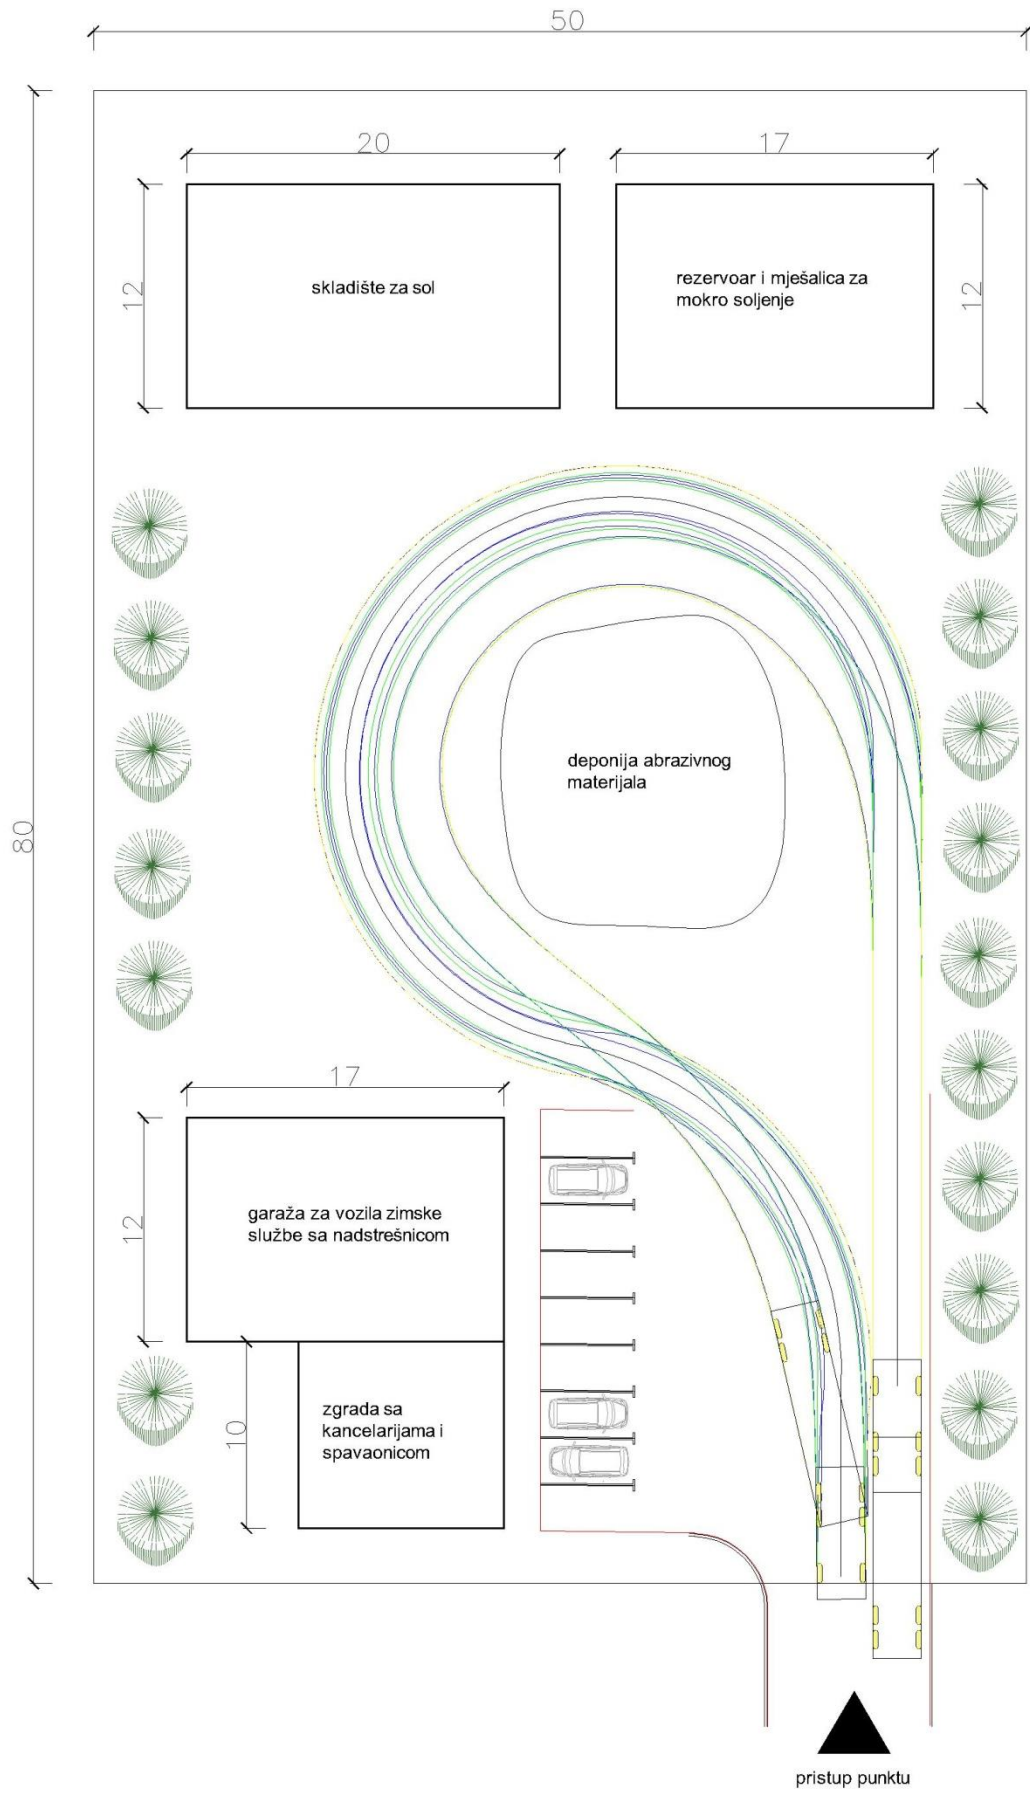 50
20
17
12
skladište za sol
rezervoar i mješalica za
mokro soljenje
12
80
deponija abrazivnog
materijala
17
12
garaža za vozila zimske
službe sa nadstrešnicom
10
zgrada sa
kancelarijama i
spavaonicom
pristup punktu